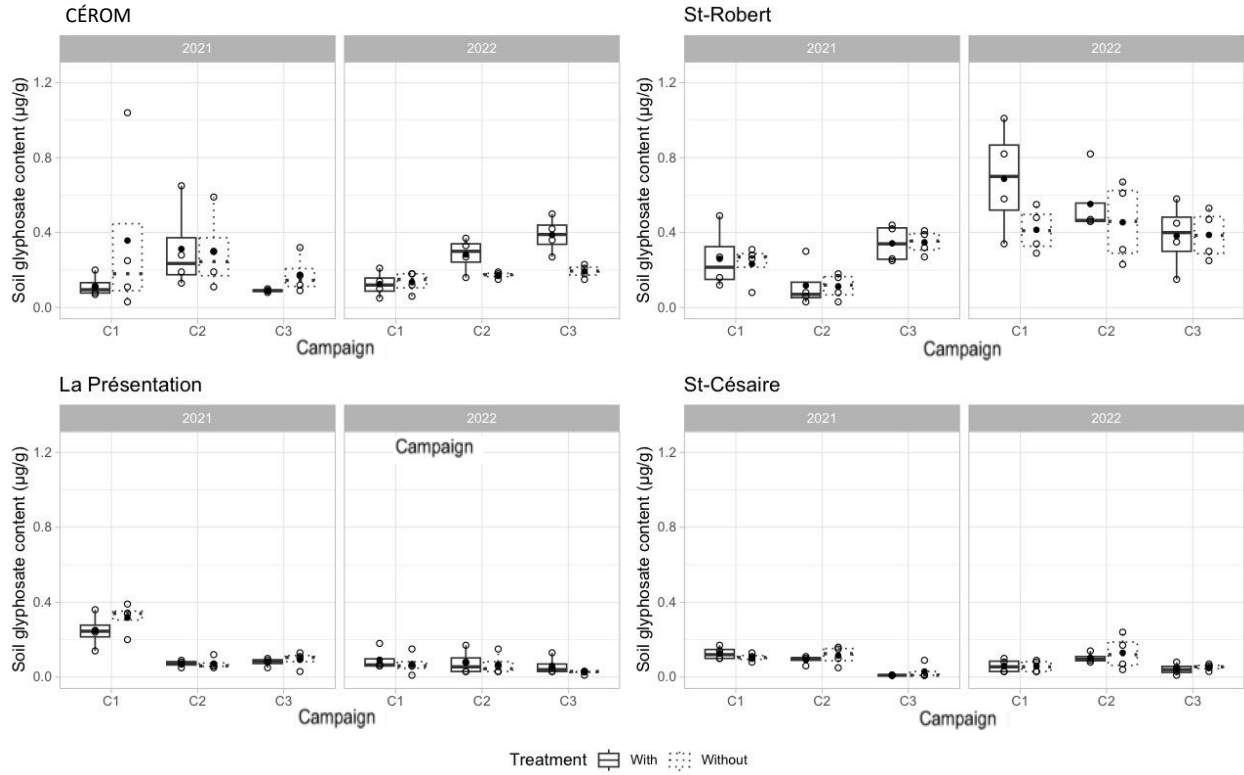 CÉROM
St-Robert
2021
2022
2021
2022
Soil glyphosate content (µg/g)
1.2
0.8
0.4
0.0
C1
C2
C3
C1
C2
C3
Campaign
Soil glyphosate content (µg/g)
1.2
0.8
0.4
0.0
C1
C2
C3
C1
C2
C3
Campaign
La Présentation
St-Césaire
2021
2022
2021
2022
Campaign
Soil glyphosate content (µg/g)
1.2
0.8
0.4
0.0
C1
C2
C3
C1
C2
C3
Campaign
Soil glyphosate content (µg/g)
1.2
0.8
0.4
0.0
C1
C2
C3
C1
C2
C3
Campaign
Treatment With Without